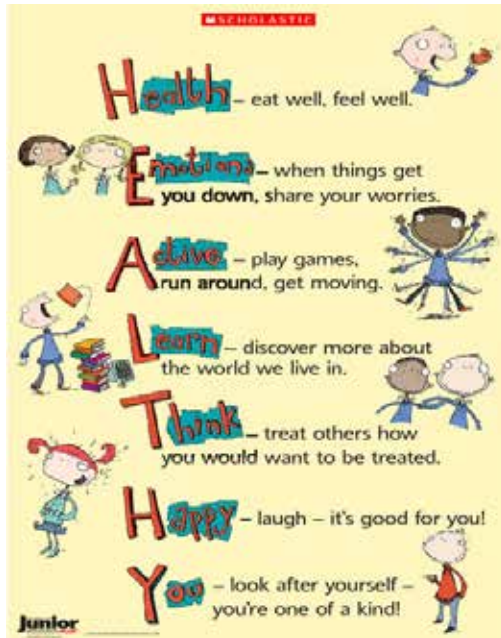 SCHOLASTIC
Health – eat well, feel well.
Emotions – when things get
you down, share your worries.
Active – play games,
run around, get moving.
Learn – discover more about
the world we live in.
Think – treat others how
you would want to be treated.
Happy – laugh – it's good for you!
You – look after yourself –
you're one of a kind!
Junior